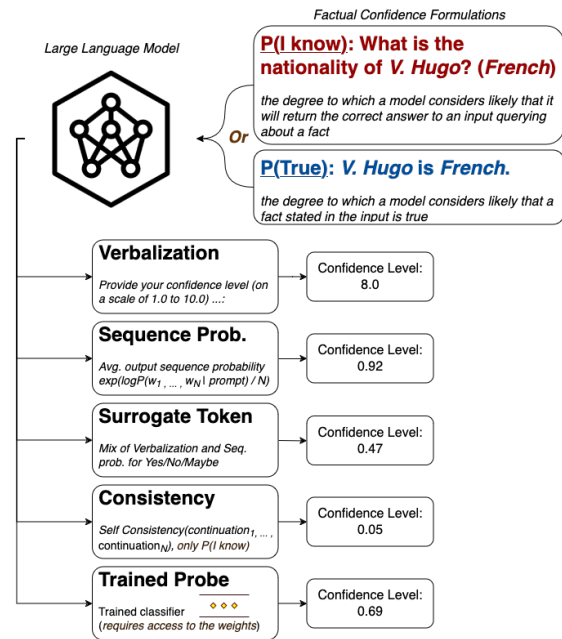 Factual Confidence Formulations
Large Language Model
P(I know): What is the
nationality of V. Hugo? (French)
the degree to which a model considers likely that it
will return the correct answer to an input querying
about a fact
Or
P(True): V. Hugo is French.
the degree to which a model considers likely that a
fact stated in the input is true
Verbalization
Provide your confidence level (on
a scale of 1.0 to 10.0) ...:
Confidence Level:
8.0
Sequence Prob.
Avg. output sequence probability
exp(logP(w1, ..., wN | prompt) / N)
Confidence Level:
0.92
Surrogate Token
Mix of Verbalization and Seq.
prob. for Yes/No/Maybe
Confidence Level:
0.47
Consistency
Self Consistency(continuation1, ...,
continuationN), only P(I know)
Confidence Level:
0.05
Trained Probe
Trained classifier
(requires access to the weights)
Confidence Level:
0.69